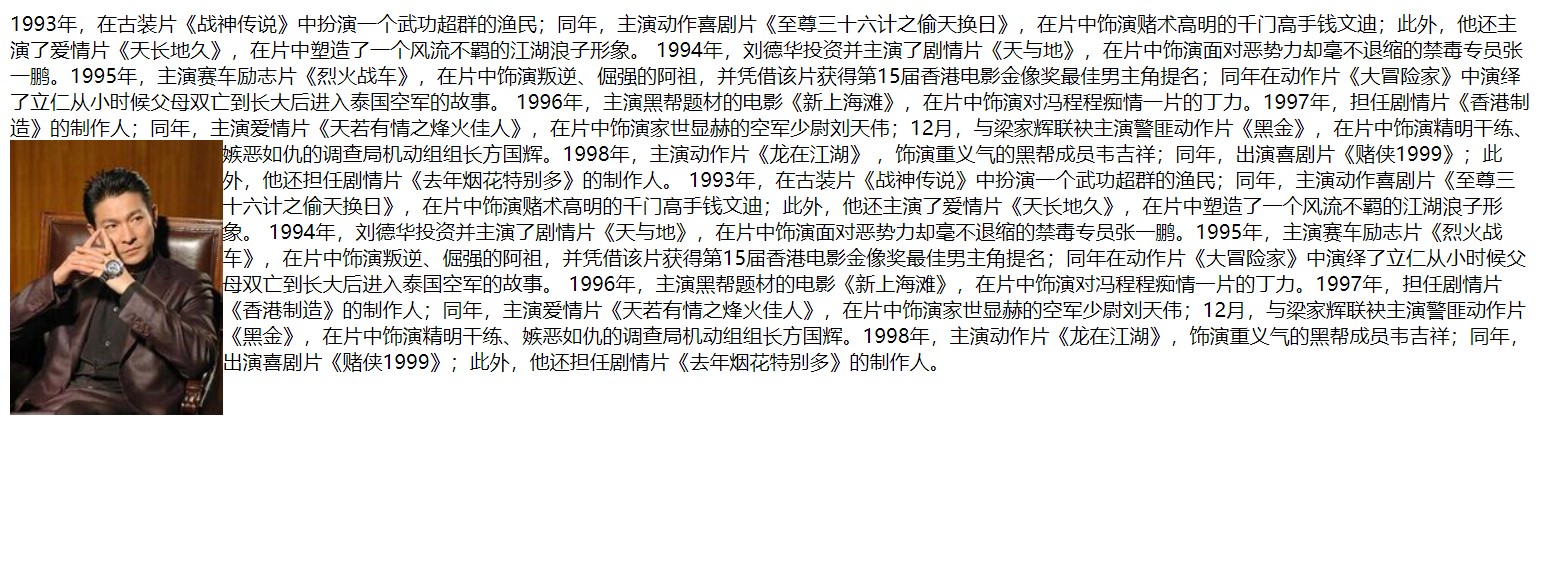 1993年，在古装片《战神传说》中扮演一个武功超群的渔民；同年，主演动作喜剧片《至尊三十六计之偷天换日》，在片中饰演赌术高明的千门高手钱文迪；此外，他还主
演了爱情片《天长地久》，在片中塑造了一个风流不羁的江湖浪子形象。 1994年，刘德华投资并主演了剧情片《天与地》，在片中饰演面对恶势力却毫不退缩的禁毒专员张
一鹏。1995年，主演赛车励志片《烈火战车》，在片中饰演叛逆、倔强的阿祖，并凭借该片获得第15届香港电影金像奖最佳男主角提名；同年在动作片《大冒险家》中演绎
了立仁从小时候父母双亡到长大后进入泰国空军的故事。 1996年，主演黑帮题材的电影《新上海滩》，在片中饰演对冯程程痴情一片的丁力。1997年，担任剧情片《香港制
造》的制作人；同年，主演爱情片《天若有情之烽火佳人》，在片中饰演家世显赫的空军少尉刘天伟；12月，与梁家辉联袂主演警匪动作片《黑金》，在片中饰演精明干练、
嫉恶如仇的调查局机动组组长方国辉。1998年，主演动作片《龙在江湖》 ，饰演重义气的黑帮成员韦吉祥；同年，出演喜剧片《赌侠1999》；此
外，他还担任剧情片《去年烟花特别多》的制作人。 1993年，在古装片《战神传说》中扮演一个武功超群的渔民；同年，主演动作喜剧片《至尊三
十六计之偷天换日》，在片中饰演赌术高明的千门高手钱文迪；此外，他还主演了爱情片《天长地久》，在片中塑造了一个风流不羁的江湖浪子形
象。 1994年，刘德华投资并主演了剧情片《天与地》，在片中饰演面对恶势力却毫不退缩的禁毒专员张一鹏。1995年，主演赛车励志片《烈火战
车》，在片中饰演叛逆、倔强的阿祖，并凭借该片获得第15届香港电影金像奖最佳男主角提名；同年在动作片《大冒险家》中演绎了立仁从小时候父
母双亡到长大后进入泰国空军的故事。 1996年，主演黑帮题材的电影《新上海滩》，在片中饰演对冯程程痴情一片的丁力。1997年，担任剧情片
《香港制造》的制作人；同年，主演爱情片《天若有情之烽火佳人》，在片中饰演家世显赫的空军少尉刘天伟；12月，与梁家辉联袂主演警匪动作片
《黑金》，在片中饰演精明干练、嫉恶如仇的调查局机动组组长方国辉。1998年，主演动作片《龙在江湖》，饰演重义气的黑帮成员韦吉祥；同年，
出演喜剧片《赌侠1999》；此外，他还担任剧情片《去年烟花特别多》的制作人。